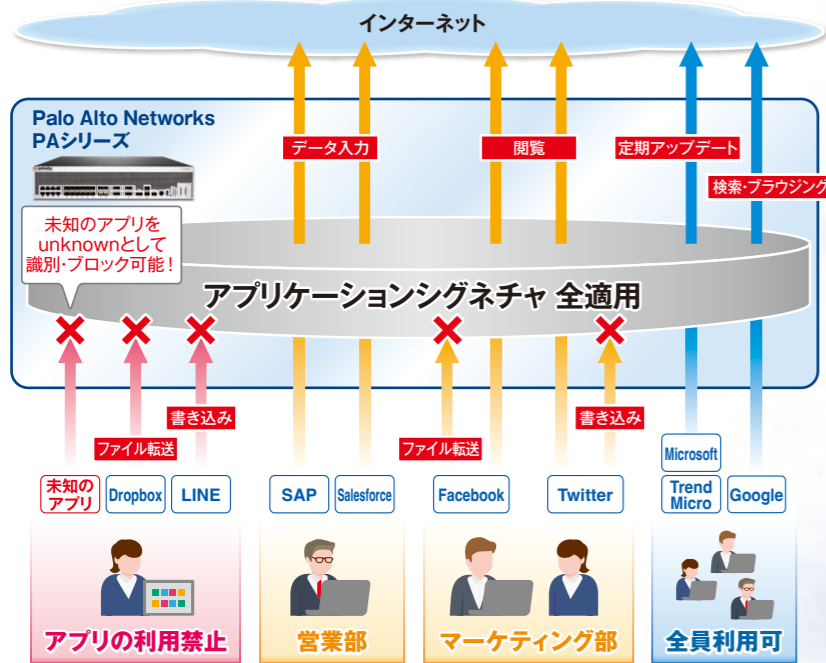 インターネット
Palo Alto Networks
PAシリーズ
データ入力
閲覧
定期アップデート
検索・ブラウジング
未知のアプリを
unknownとして
識別・ブロック可能！
アプリケーションシグネチャ 全適用
書き込み
ファイル転送
ファイル転送
書き込み
未知の
アプリ
Dropbox
LINE
SAP
Salesforce
Facebook
Twitter
Microsoft
Trend
Micro
Google
アプリの利用禁止
営業部
マーケティング部
全員利用可